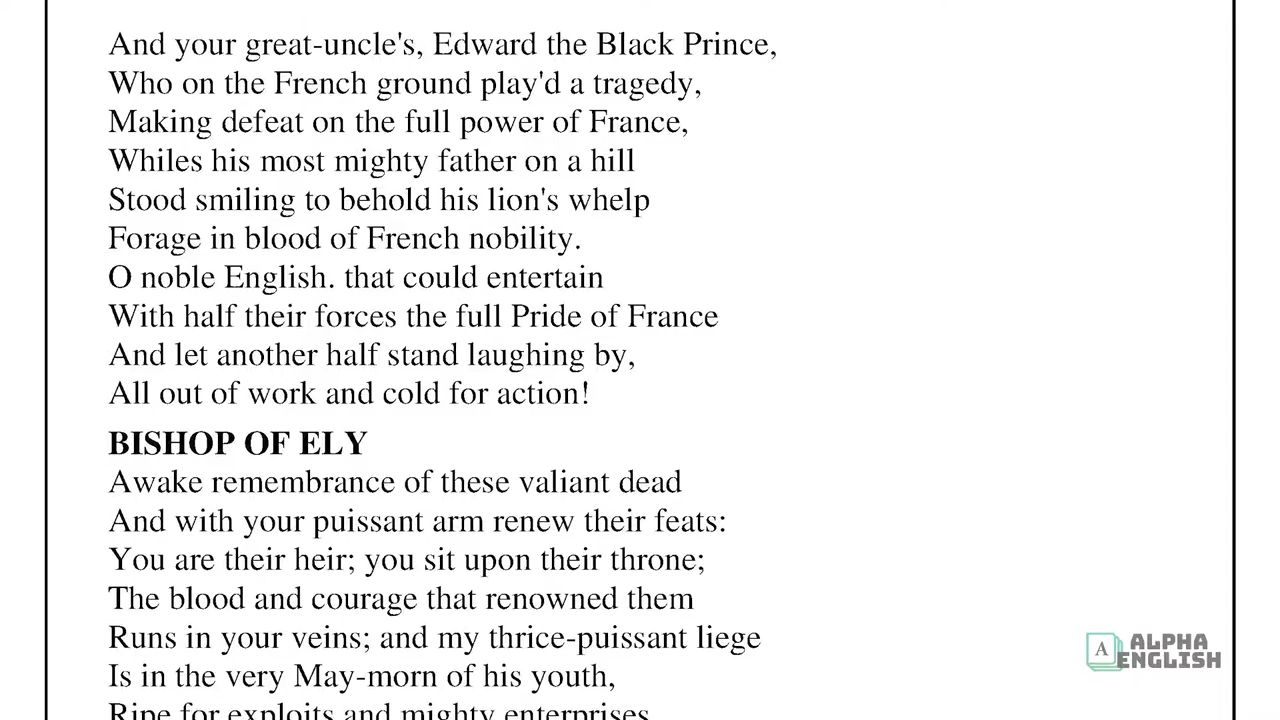 And your great-uncle's, Edward the Black Prince,
Who on the French ground play'd a tragedy,
Making defeat on the full power of France,
Whiles his most mighty father on a hill
Stood smiling to behold his lion's whelp
Forage in blood of French nobility.
O noble English. that could entertain
With half their forces the full Pride of France
And let another half stand laughing by,
All out of work and cold for action!
BISHOP OF ELY
Awake remembrance of these valiant dead
And with your puissant arm renew their feats:
You are their heir; you sit upon their throne;
The blood and courage that renowned them
Runs in your veins; and my thrice-puissant liege
Is in the very May-morn of his youth,
Ripe for exploits and mighty enterprises
A ALPHA
ENGLISH